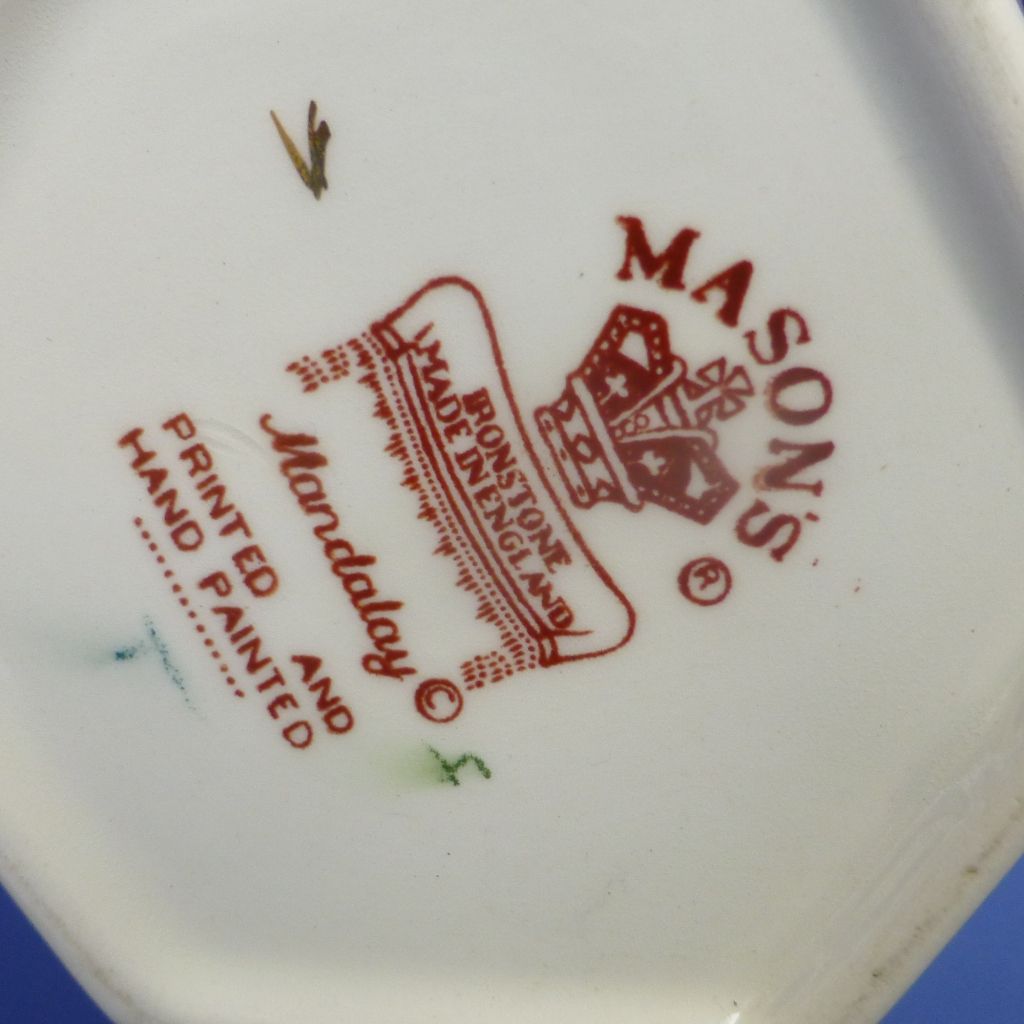 MASON'S
®
IRONSTONE
MADE IN ENGLAND
Mandalay ©
PRINTED AND
HAND PAINTED